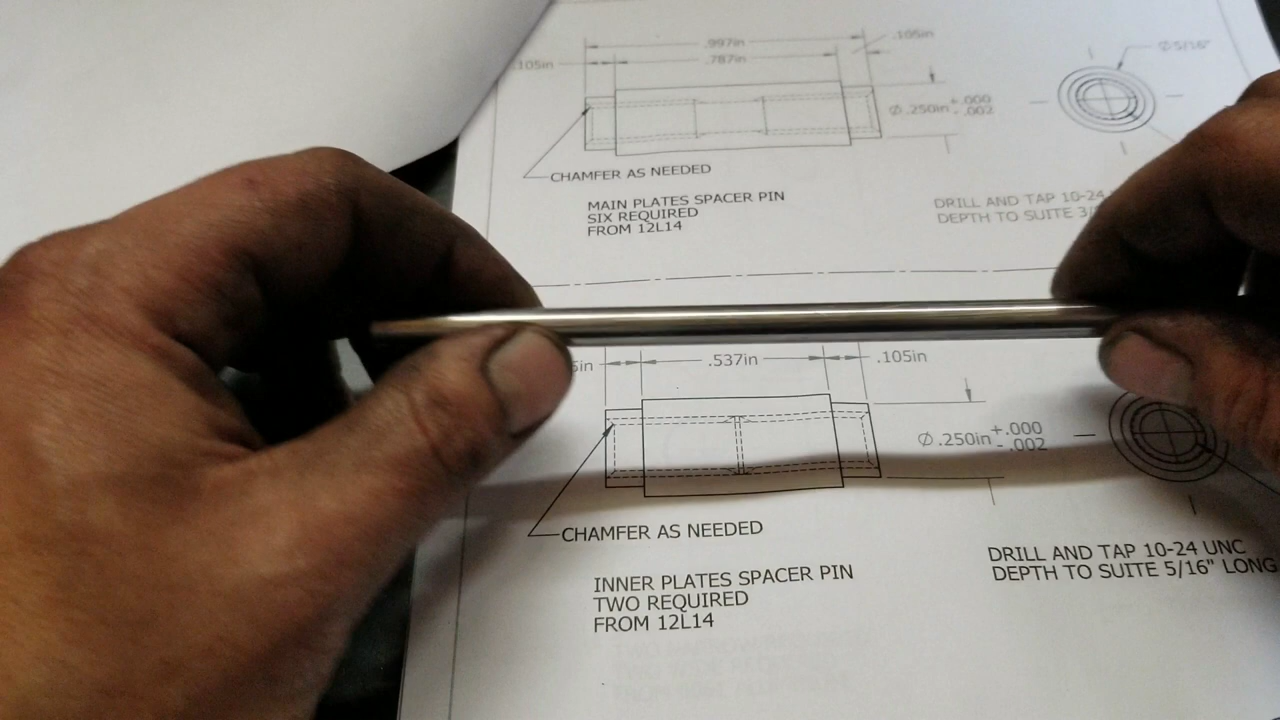 .997in
.105in
.105in
.787in
Ø 5/16"
Ø .250in +.000
- .002
CHAMFER AS NEEDED
MAIN PLATES SPACER PIN
SIX REQUIRED
FROM 12L14
DRILL AND TAP 10-24
DEPTH TO SUITE 3/
5in
.537in
.105in
Ø .250in +.000
- .002
CHAMFER AS NEEDED
INNER PLATES SPACER PIN
TWO REQUIRED
FROM 12L14
DRILL AND TAP 10-24 UNC
DEPTH TO SUITE 5/16" LONG